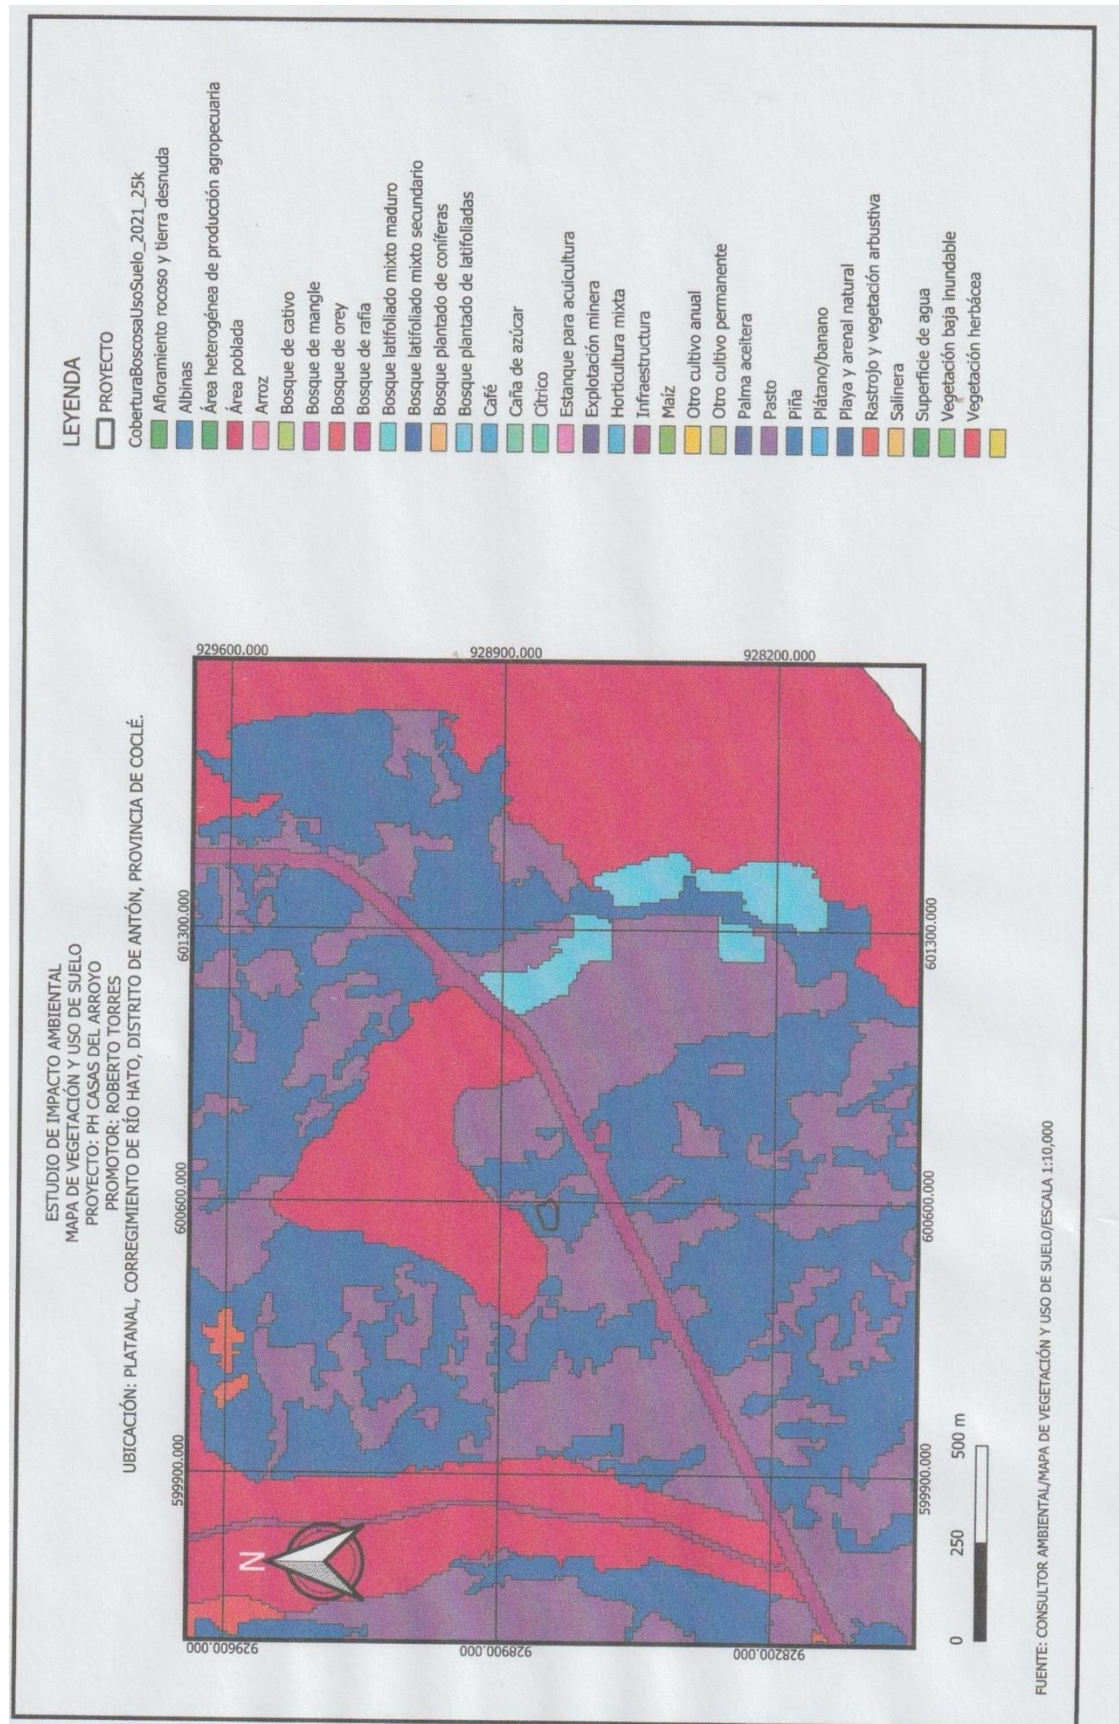 ESTUDIO DE IMPACTO AMBIENTAL
MAPA DE VEGETACIÓN Y USO DE SUELO
PROYECTO: PH CASAS DEL ARROYO
PROMOTOR: ROBERTO TORRES
UBICACIÓN: PLATANAL, CORREGIMIENTO DE RÍO HATO, DISTRITO DE ANTÓN, PROVINCIA DE COCLÉ.
599900.000
600600.000
601300.000
929600.000
928900.000
928200.000
N
929600.000
928900.000
928200.000
599900.000
600600.000
601300.000
0
250
500 m
LEYENDA
PROYECTO
CoberturaBoscosaUsoSuelo_2021_25k
Afloramiento rocoso y tierra desnuda
Albinas
Área heterogénea de producción agropecuaria
Área poblada
Arroz
Bosque de cativo
Bosque de mangle
Bosque de orey
Bosque de rafia
Bosque latifoliado mixto maduro
Bosque latifoliado mixto secundario
Bosque plantado de coníferas
Bosque plantado de latifoliadas
Café
Caña de azúcar
Cítrico
Estanque para acuicultura
Explotación minera
Horticultura mixta
Infraestructura
Maíz
Otro cultivo anual
Otro cultivo permanente
Palma aceitera
Pasto
Piña
Plátano/banano
Playa y arenal natural
Rastrojo y vegetación arbustiva
Salinera
Superficie de agua
Vegetación baja inundable
Vegetación herbácea
FUENTE: CONSULTOR AMBIENTAL/MAPA DE VEGETACIÓN Y USO DE SUELO/ESCALA 1:10,000